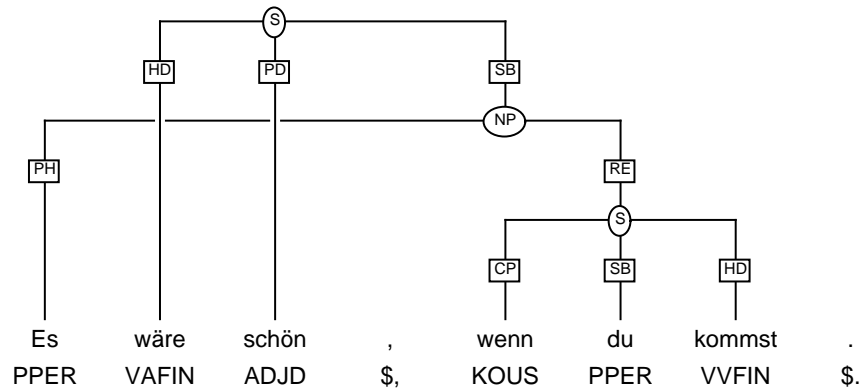 S
HD PD SB
NP
PH RE
S
CP SB HD
Es wäre schön , wenn du kommst .
PPER VAFIN ADJD $, KOUS PPER VVFIN $.